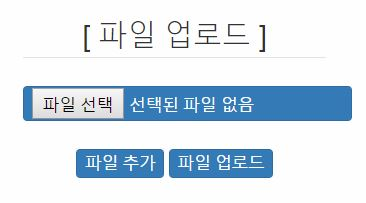 [ 파일 업로드 ]
파일 선택 선택된 파일 없음
파일 추가 파일 업로드